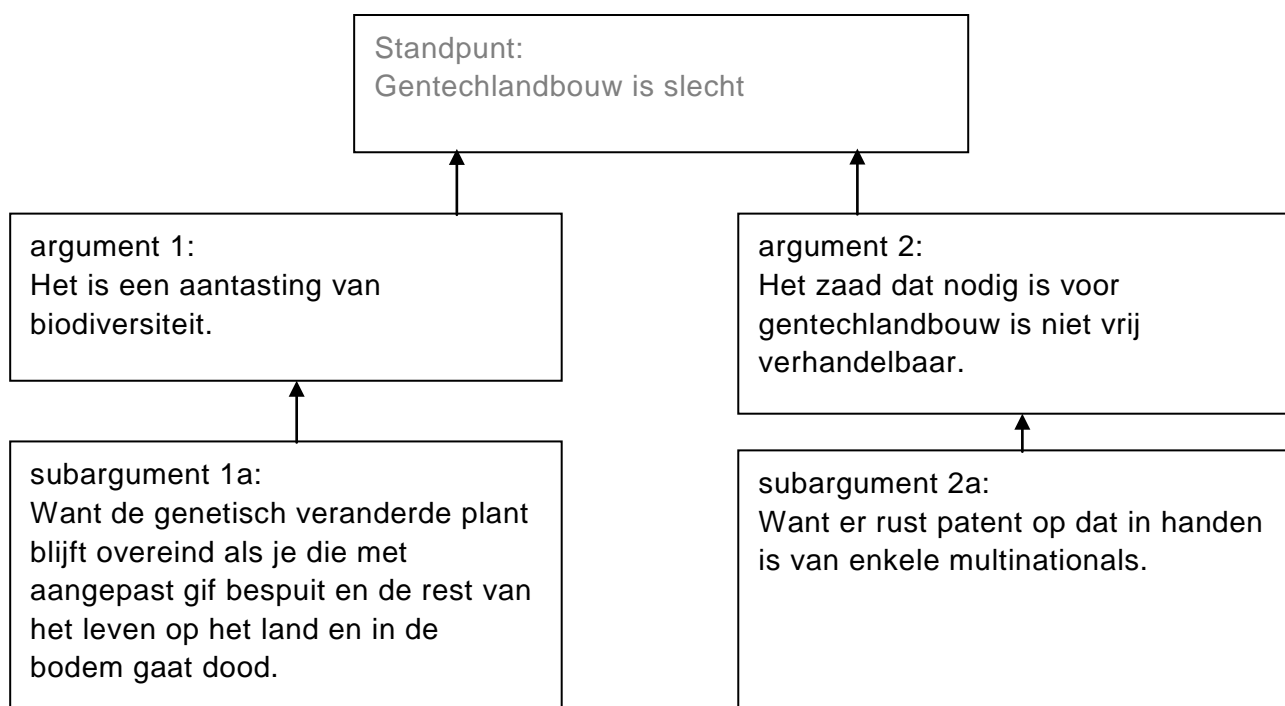 Standpunt:
Gentechlandbouw is slecht
argument 1:
Het is een aantasting van
biodiversiteit.
argument 2:
Het zaad dat nodig is voor
gentechlandbouw is niet vrij
verhandelbaar.
subargument 1a:
Want de genetisch veranderde plant
blijft overeind als je die met
aangepast gif bespuit en de rest van
het leven op het land en in de
bodem gaat dood.
subargument 2a:
Want er rust patent op dat in handen
is van enkele multinationals.